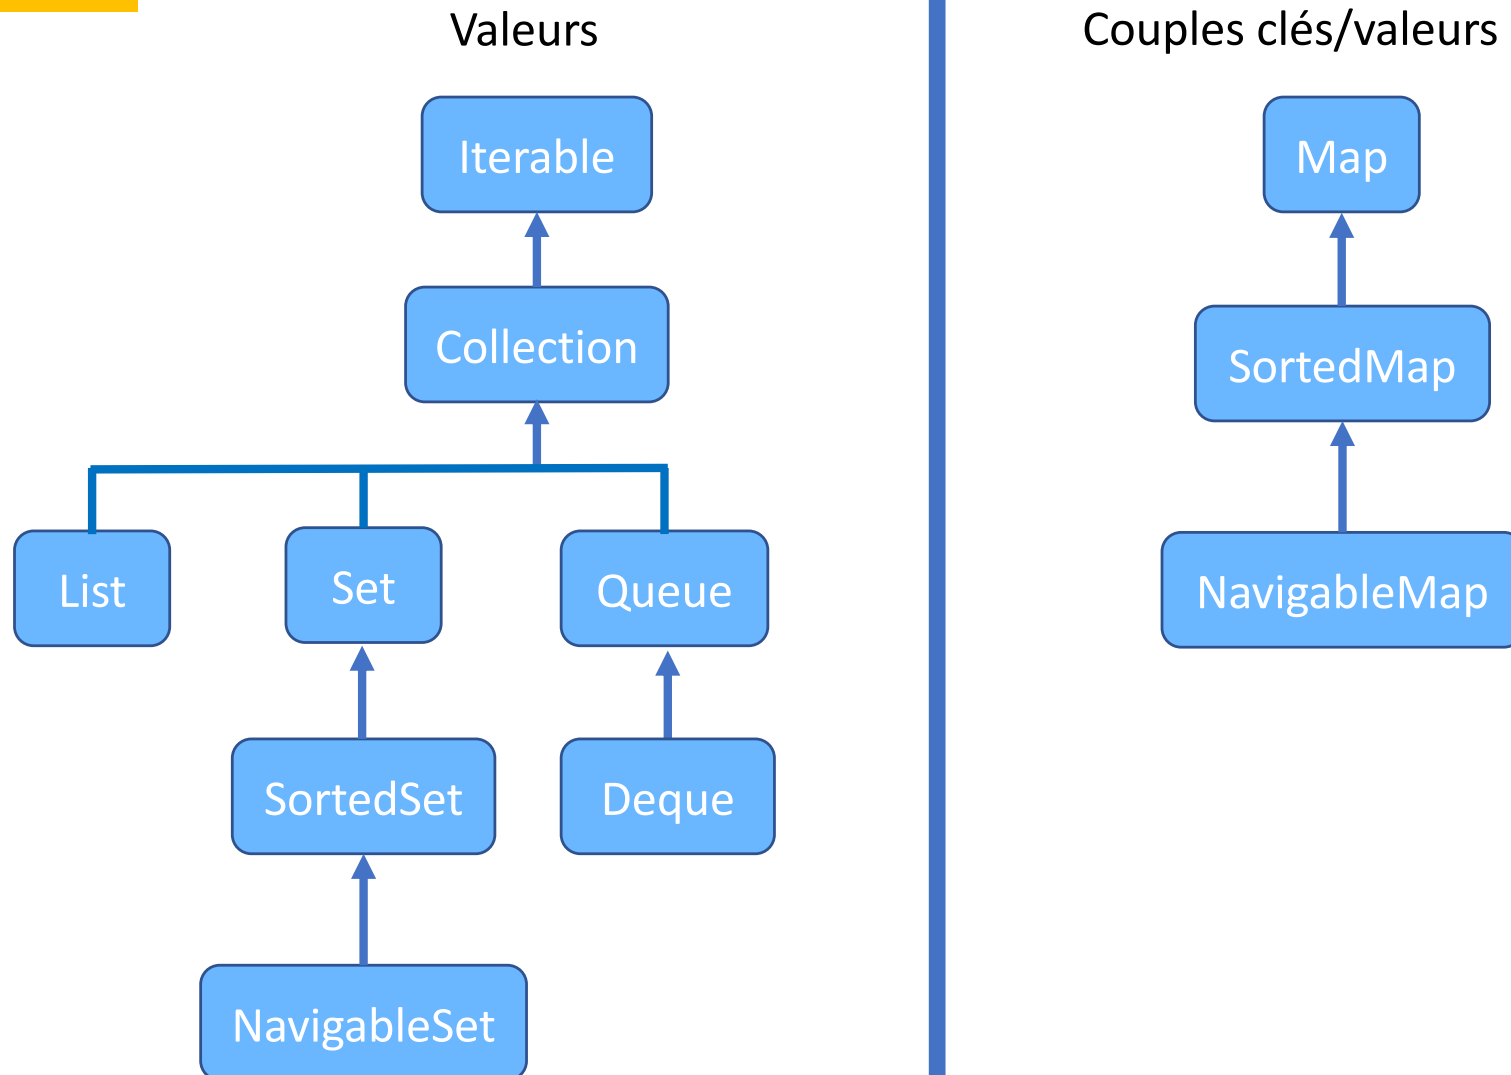 Valeurs
Couples clés/valeurs
Iterable
Map
Collection
SortedMap
List
Set
Queue
NavigableMap
SortedSet
Deque
NavigableSet